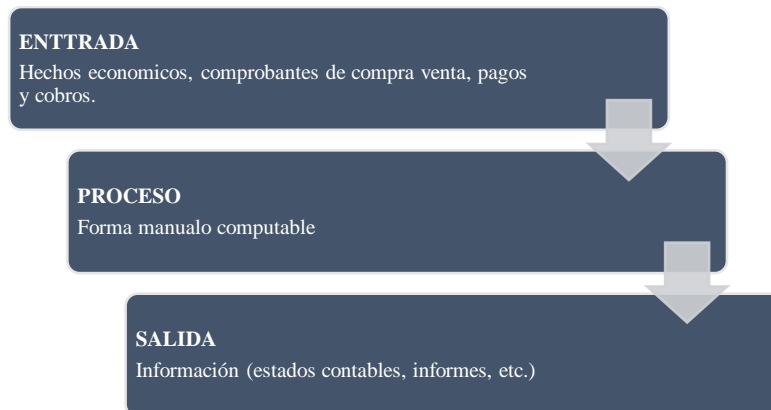 ENTTRADA
Hechos economicos, comprobantes de compra venta, pagos
y cobros.
PROCESO
Forma manualo computable
SALIDA
Información (estados contables, informes, etc.)